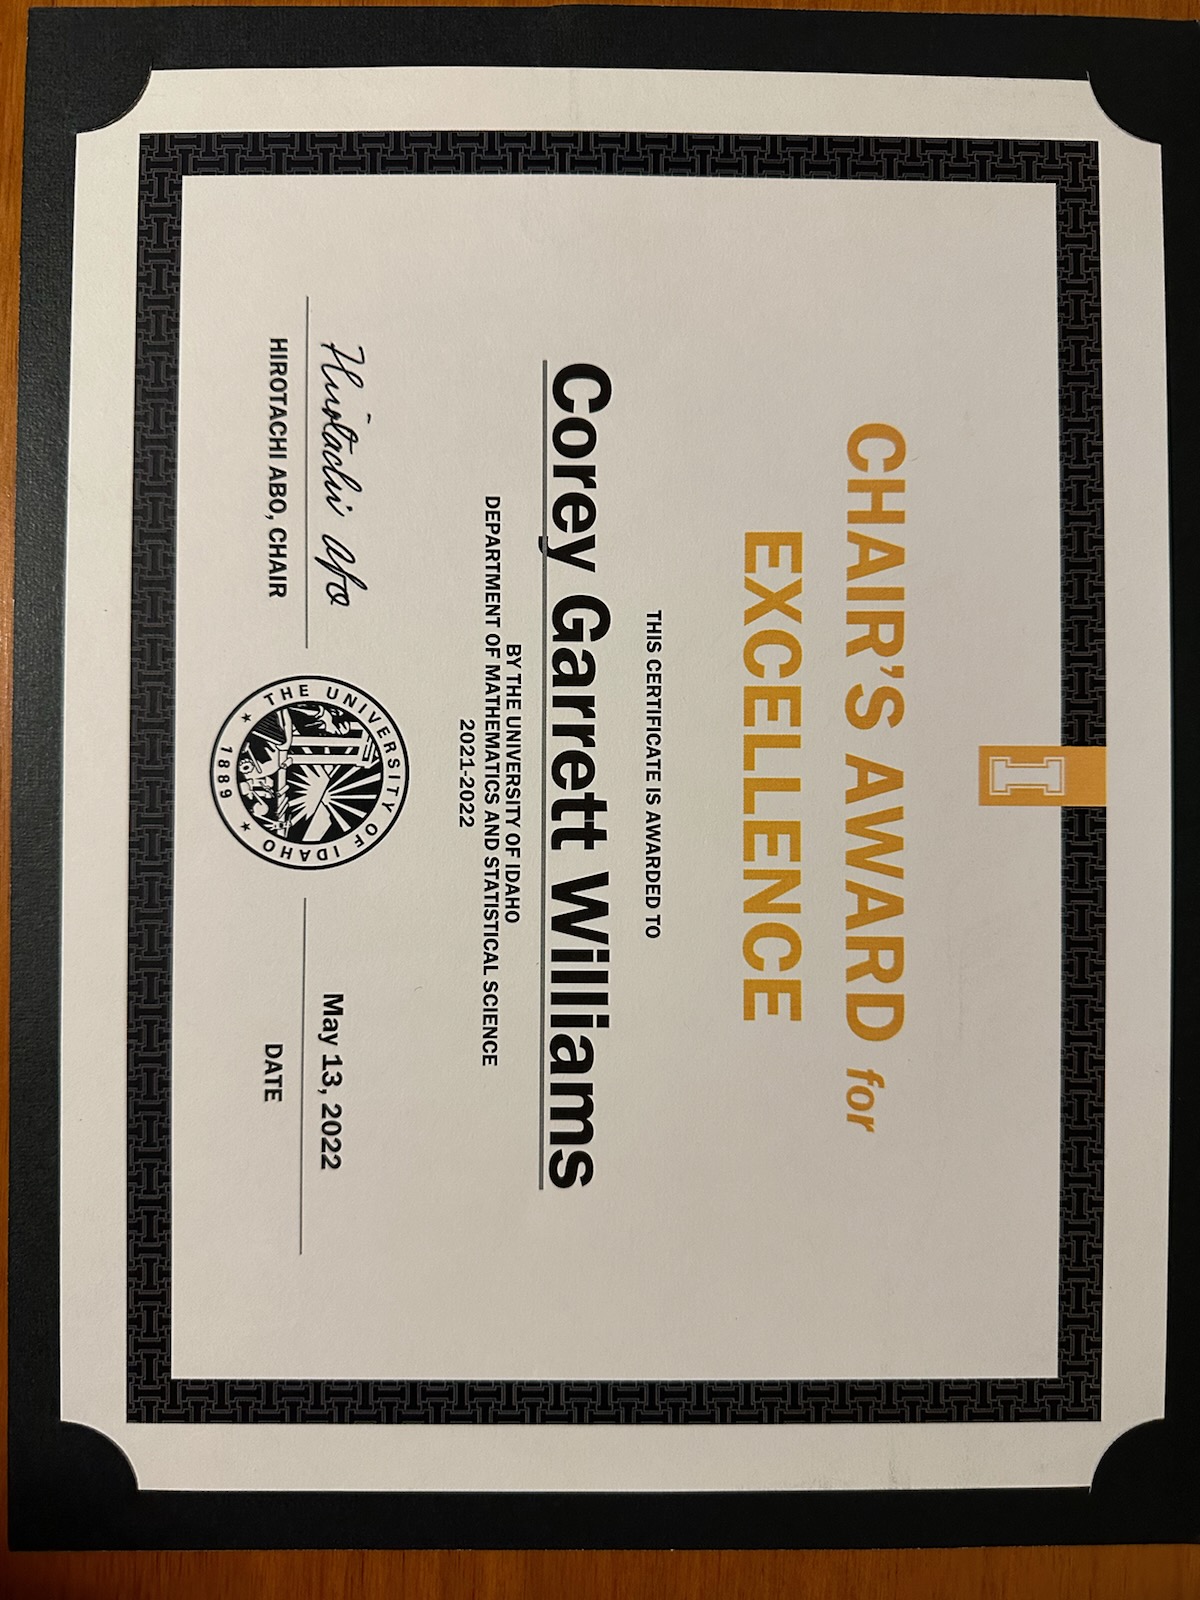 I
CHAIR'S AWARD for
EXCELLENCE
THIS CERTIFICATE IS AWARDED TO
Corey Garrett Williams
BY THE UNIVERSITY OF IDAHO
DEPARTMENT OF MATHEMATICS AND STATISTICAL SCIENCE
2021-2022
Hirotachi Abo
HIROTACHI ABO, CHAIR
THE UNIVERSITY OF IDAHO
1889
May 13, 2022
DATE